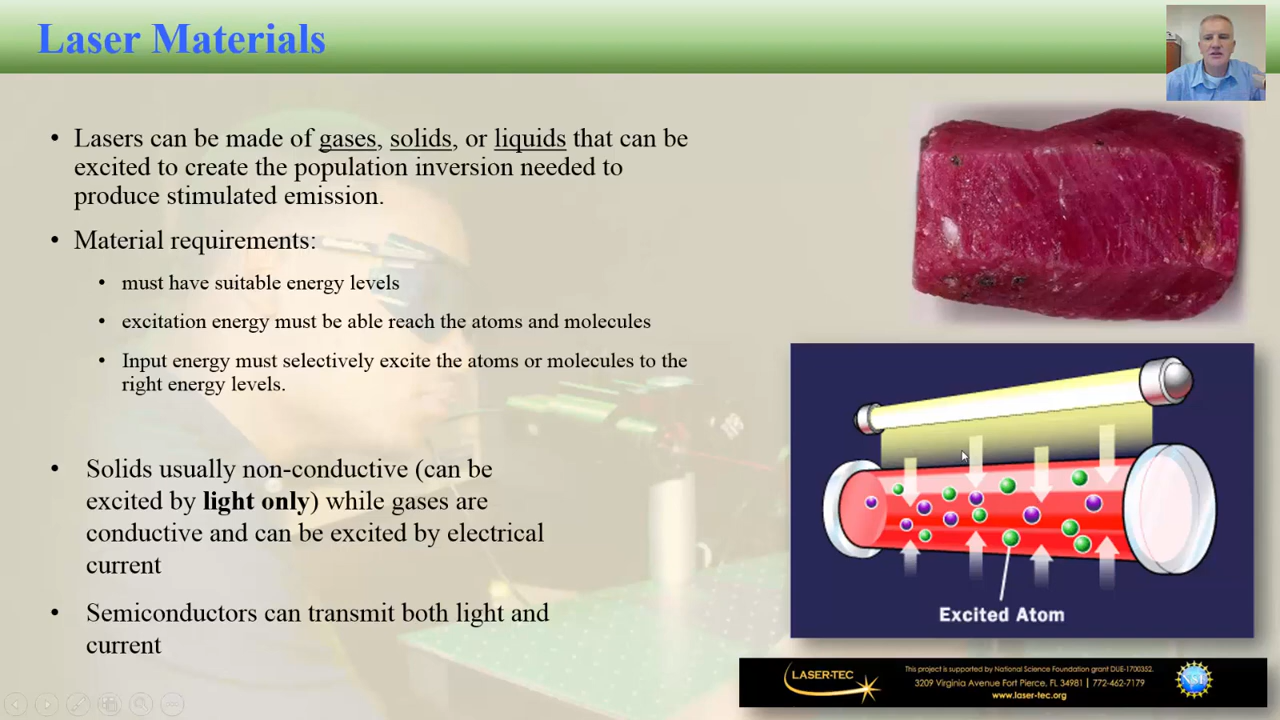 Laser Materials
• Lasers can be made of gases, solids, or liquids that can be
excited to create the population inversion needed to
produce stimulated emission.
• Material requirements:
• must have suitable energy levels
• excitation energy must be able reach the atoms and molecules
• Input energy must selectively excite the atoms or molecules to the
right energy levels.
• Solids usually non-conductive (can be
excited by light only) while gases are
conductive and can be excited by electrical
current
• Semiconductors can transmit both light and
current
Excited Atom
LASER-TEC
This project is supported by National Science Foundation grant DUE-1700352.
3209 Virginia Avenue Fort Pierce, FL 34981 | 772-462-7179
www.laser-tec.org
NSF